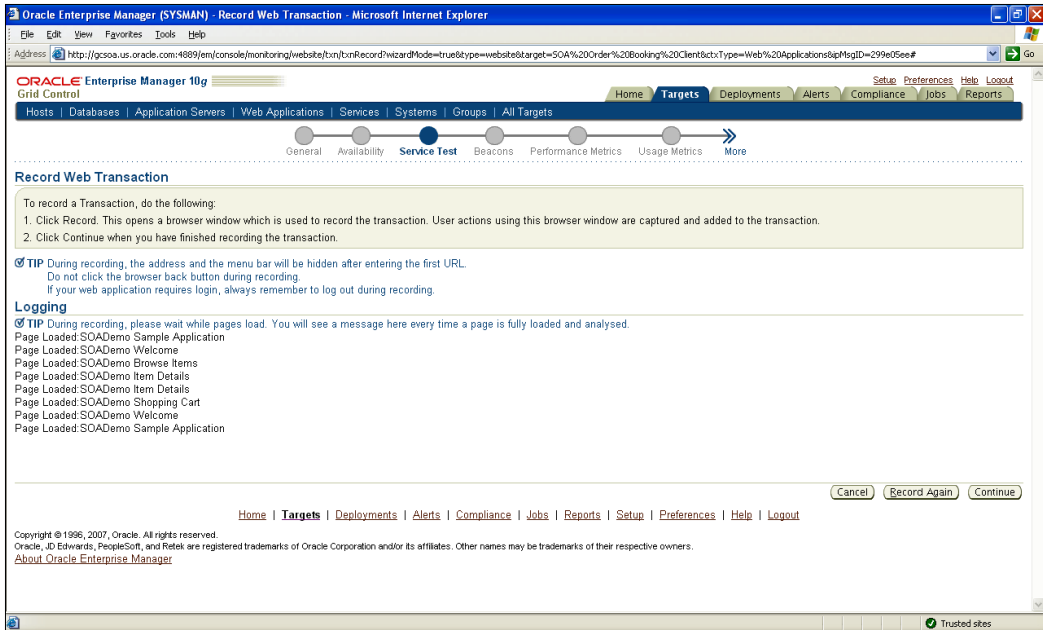 Oracle Enterprise Manager (SYSMAN) - Record Web Transaction - Microsoft Internet Explorer
File Edit View Favorites Tools Help
Address http://gcsoa.us.oracle.com:4889/em/console/monitoring/website/txn/txnRecord?wizardMode=true&type=website&target=SOA%20Order%20Booking%20Client&ctxType=Web%20Applications&ipMsgID=299e05ee# Go
ORACLE Enterprise Manager 10g
Setup Preferences Help Logout
Grid Control
Home Targets Deployments Alerts Compliance Jobs Reports
Hosts | Databases | Application Servers | Web Applications | Services | Systems | Groups | All Targets
General Availability Service Test Beacons Performance Metrics Usage Metrics More
Record Web Transaction
To record a Transaction, do the following:
1. Click Record. This opens a browser window which is used to record the transaction. User actions using this browser window are captured and added to the transaction.
2. Click Continue when you have finished recording the transaction.
TIP During recording, the address and the menu bar will be hidden after entering the first URL.
Do not click the browser back button during recording.
If your web application requires login, always remember to log out during recording.
Logging
TIP During recording, please wait while pages load. You will see a message here every time a page is fully loaded and analysed.
Page Loaded:SOADemo Sample Application
Page Loaded:SOADemo Welcome
Page Loaded:SOADemo Browse Items
Page Loaded:SOADemo Item Details
Page Loaded:SOADemo Item Details
Page Loaded:SOADemo Shopping Cart
Page Loaded:SOADemo Welcome
Page Loaded:SOADemo Sample Application
Cancel Record Again Continue
Home | Targets | Deployments | Alerts | Compliance | Jobs | Reports | Setup | Preferences | Help | Logout
Copyright © 1996, 2007, Oracle. All rights reserved.
Oracle, JD Edwards, PeopleSoft, and Retek are registered trademarks of Oracle Corporation and/or its affiliates. Other names may be trademarks of their respective owners.
About Oracle Enterprise Manager
Trusted sites